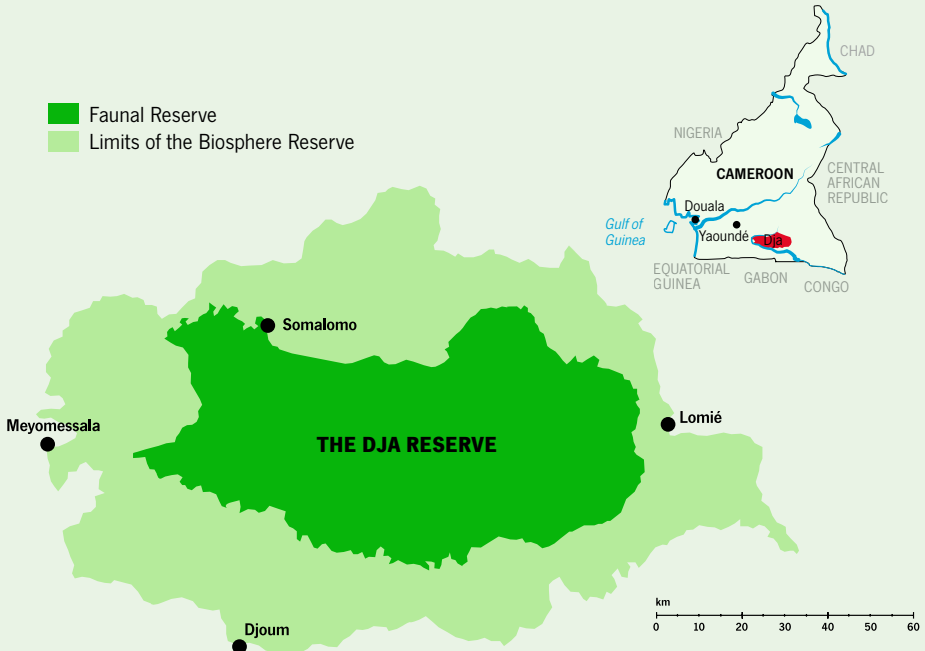 Faunal Reserve
Limits of the Biosphere Reserve
CHAD
NIGERIA
CAMEROON
CENTRAL
AFRICAN
REPUBLIC
Douala
Gulf of
Guinea
Yaoundé
Dja
EQUATORIAL
GUINEA
GABON
CONGO
Somalomo
Meyomessala
Lomié
THE DJA RESERVE
Djoum
km
0 10 20 30 40 50 60